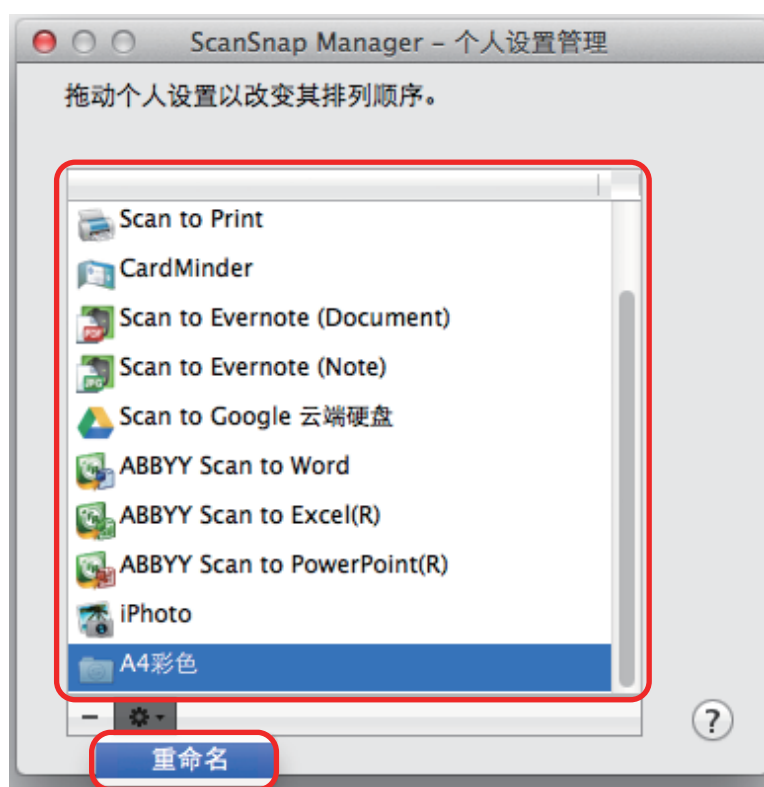 ScanSnap Manager – 个人设置管理
拖动个人设置以改变其排列顺序。
Scan to Print
CardMinder
Scan to Evernote (Document)
Scan to Evernote (Note)
Scan to Google 云端硬盘
ABBYY Scan to Word
ABBYY Scan to Excel(R)
ABBYY Scan to PowerPoint(R)
iPhoto
A4彩色
?
重命名